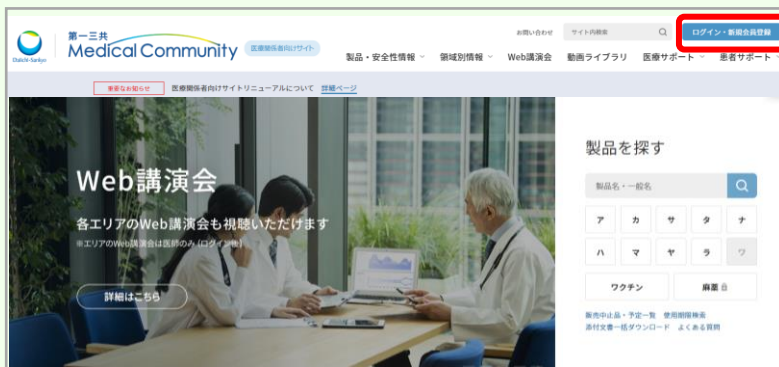 お問い合わせ
サイト内検索
ログイン・新規会員登録
Daiichi-Sankyo
第一三共
Medical Community
医療関係者向けサイト
製品・安全性情報
領域別情報
Web講演会
動画ライブラリ
医療サポート
患者サポート
重要なお知らせ
医療関係者向けサイトリニューアルについて 詳細ページ
Web講演会
各エリアのWeb講演会も視聴いただけます
※エリアのWeb講演会は医師のみ(ログイン後)
詳細はこちら
製品を探す
製品名・一般名
ア カ サ タ ナ
ハ マ ヤ ラ ワ
ワクチン 麻薬
販売中止品・予定一覧 使用期限検索
添付文書一括ダウンロード よくある質問